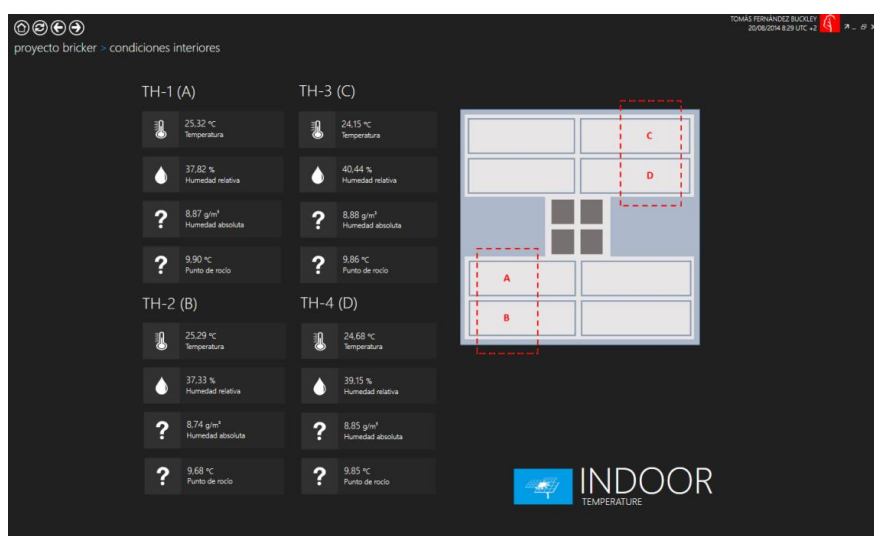 TOMÁS FERNÁNDEZ BUCKLEY
20/08/2014 8:29 UTC +2
proyecto bricker > condiciones interiores
TH-1 (A)
25,32 ºC
Temperatura
37,82 %
Humedad relativa
?
8,87 g/m³
Humedad absoluta
?
9,90 ºC
Punto de rocío
TH-2 (B)
25,29 ºC
Temperatura
37,33 %
Humedad relativa
?
8,74 g/m³
Humedad absoluta
?
9,68 ºC
Punto de rocío
TH-3 (C)
24,15 ºC
Temperatura
40,44 %
Humedad relativa
?
8,88 g/m³
Humedad absoluta
?
9,86 ºC
Punto de rocío
TH-4 (D)
24,68 ºC
Temperatura
39,15 %
Humedad relativa
?
8,85 g/m³
Humedad absoluta
?
9,85 ºC
Punto de rocío
C
D
A
B
INDOOR
TEMPERATURE